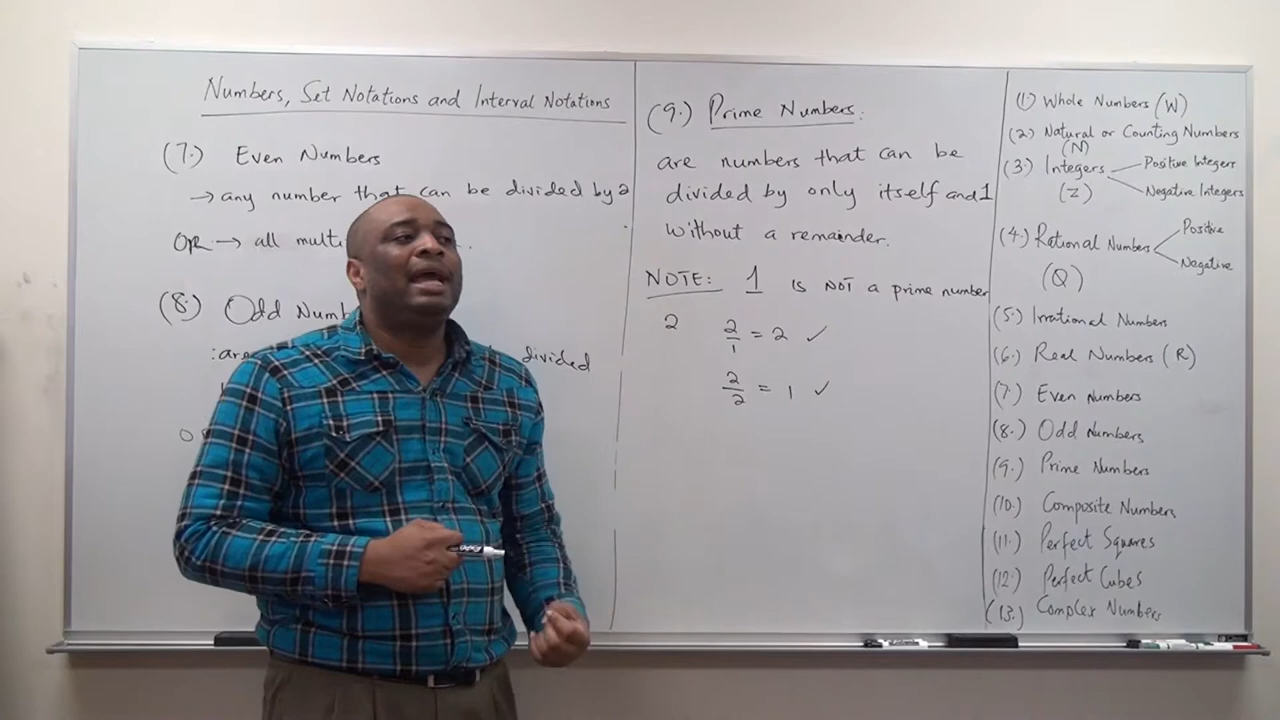 Numbers, Set Notations and Interval Notations
(7.) Even Numbers
→ any number that can be divided by 2
OR → all multi
(8.) Odd Numb
: are divided
(9.) Prime Numbers:
are numbers that can be
divided by only itself and 1
without a remainder.
NOTE: 1 is NOT a prime number
2 2/1 = 2 ✓
2/2 = 1 ✓
(1) Whole Numbers (W)
(2.) Natural or Counting Numbers
(N)
(3.) Integers Positive Integers
(Z) Negative Integers
(4.) Rational Numbers Positive
(Q) Negative
(5.) Irrational Numbers
(6.) Real Numbers (R)
(7.) Even Numbers
(8.) Odd Numbers
(9.) Prime Numbers
(10.) Composite Numbers
(11.) Perfect Squares
(12.) Perfect Cubes
(13.) Complex Numbers